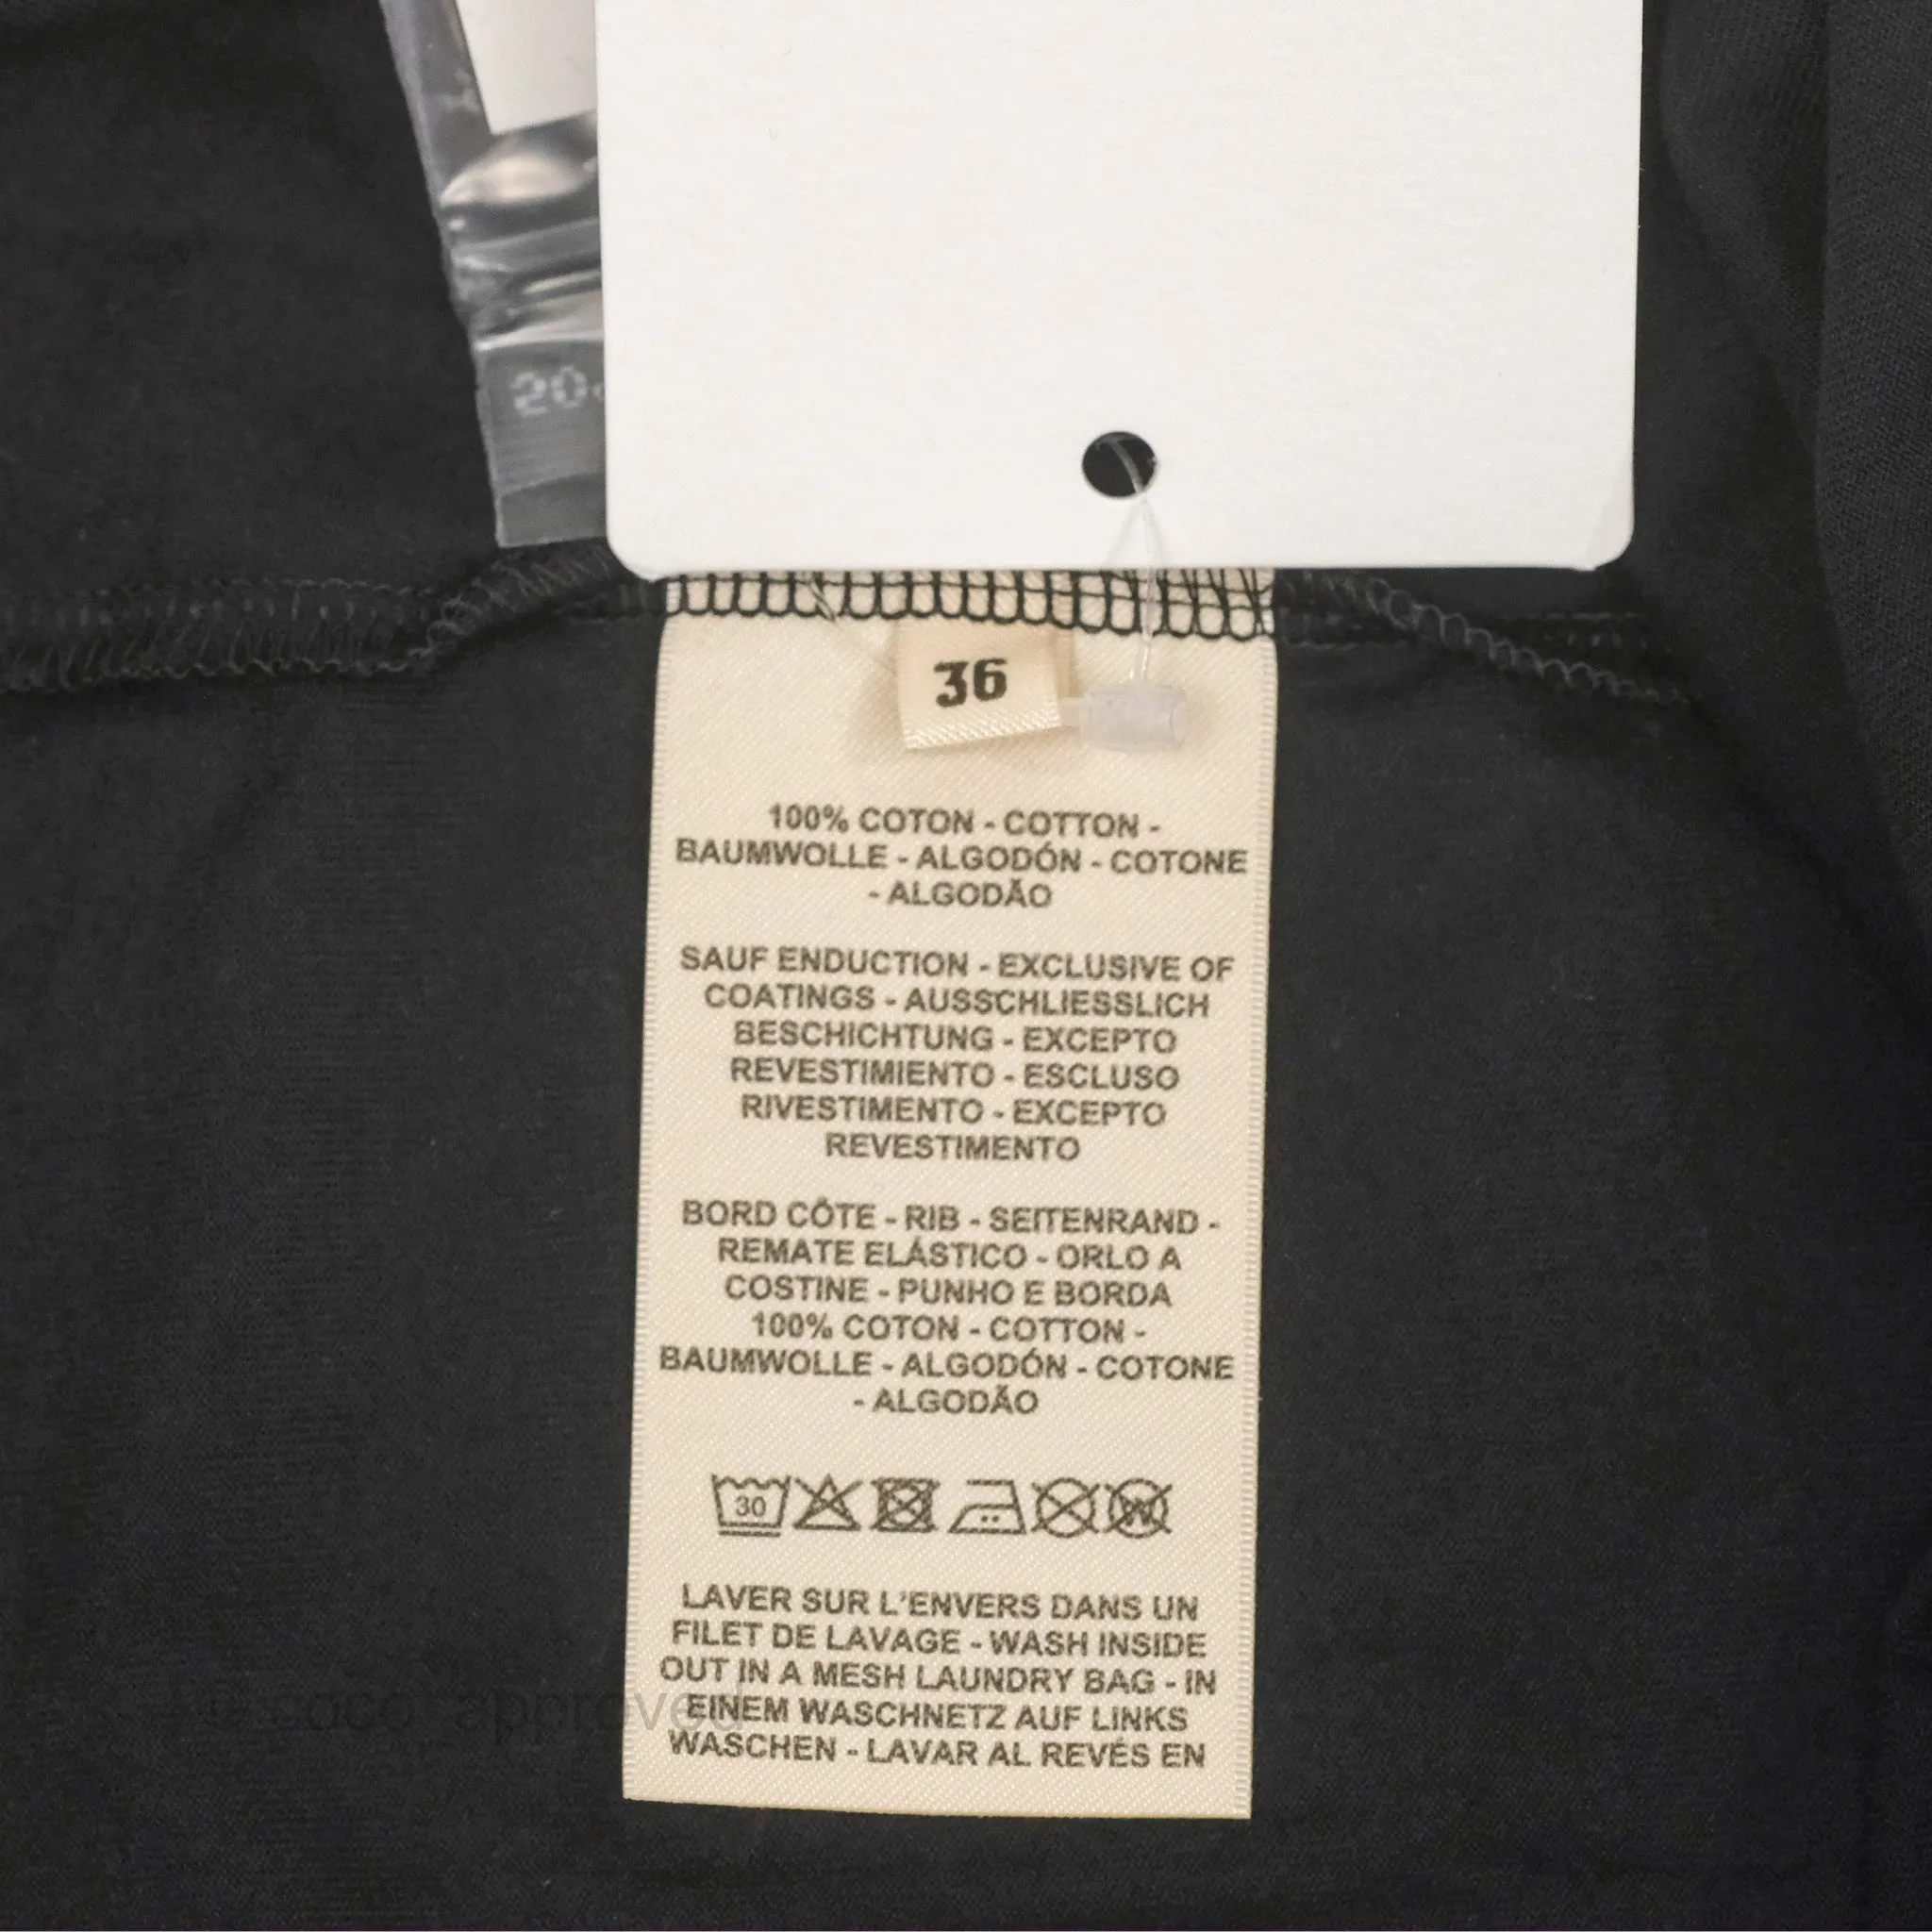 20
36
100% COTON - COTTON -
BAUMWOLLE - ALGODÓN - COTONE
- ALGODÃO
SAUF ENDUCTION - EXCLUSIVE OF
COATINGS - AUSSCHLIESSLICH
BESCHICHTUNG - EXCEPTO
REVESTIMIENTO - ESCLUSO
RIVESTIMENTO - EXCEPTO
REVESTIMENTO
BORD CÔTE - RIB - SEITENRAND -
REMATE ELÁSTICO - ORLO A
COSTINE - PUNHO E BORDA
100% COTON - COTTON -
BAUMWOLLE - ALGODÓN - COTONE
- ALGODÃO
30
W
LAVER SUR L'ENVERS DANS UN
FILET DE LAVAGE - WASH INSIDE
OUT IN A MESH LAUNDRY BAG - IN
EINEM WASCHNETZ AUF LINKS
WASCHEN - LAVAR AL REVÉS EN
© coco approved